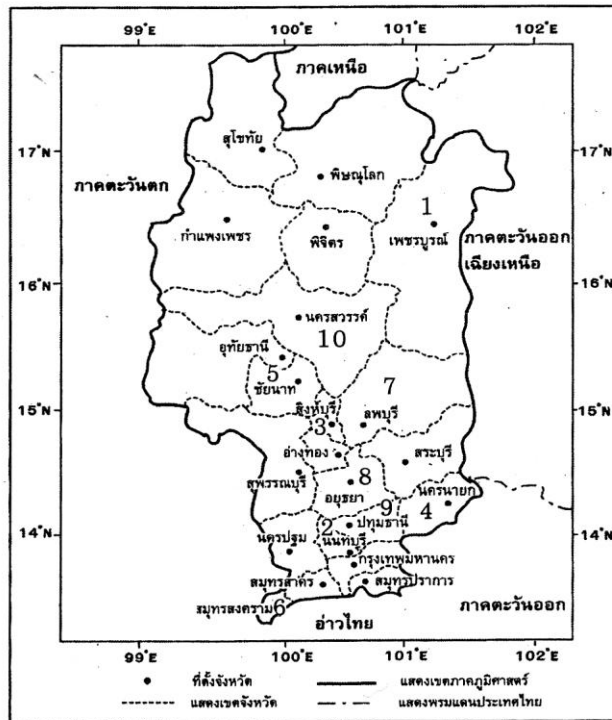 99°E 100°E 101°E 102°E
ภาคเหนือ
สุโขทัย
17°N 17°N
พิษณุโลก
ภาคตะวันตก
1
กำแพงเพชร
พิจิตร
เพชรบูรณ์
ภาคตะวันออก
เฉียงเหนือ
16°N 16°N
นครสวรรค์
10
อุทัยธานี
5
7
ชัยนาท
สิงห์บุรี
15°N 15°N
3
ลพบุรี
อ่างทอง
สระบุรี
สุพรรณบุรี
8
อยุธยา
นครนายก
4
9
14°N 14°N
2
ปทุมธานี
นครปฐม
นนทบุรี
กรุงเทพมหานคร
สมุทรสาคร
สมุทรปราการ
สมุทรสงคราม
6
อ่าวไทย
ภาคตะวันออก
99°E 100°E 101°E 102°E
ที่ตั้งจังหวัด
แสดงเขตภาคภูมิศาสตร์
แสดงเขตจังหวัด
แสดงพรมแดนประเทศไทย